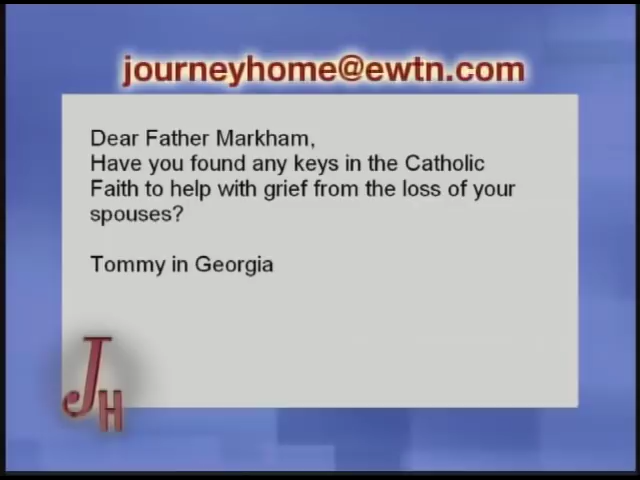 journeyhome@ewtn.com
Dear Father Markham,
Have you found any keys in the Catholic
Faith to help with grief from the loss of your
spouses?
Tommy in Georgia
JH